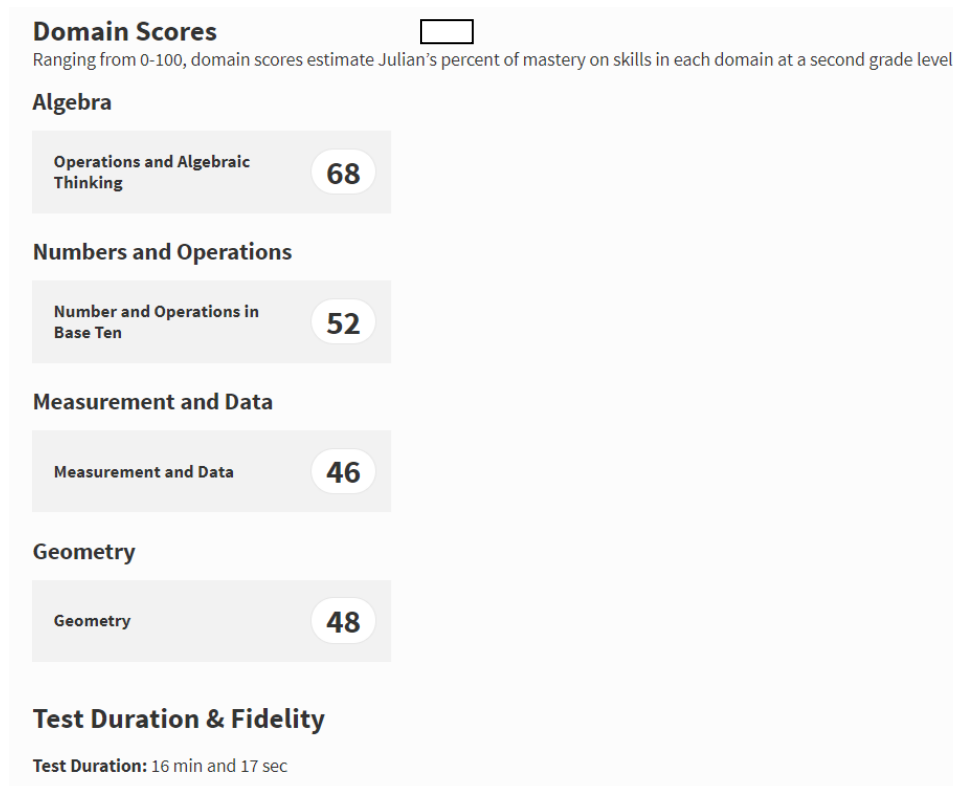 Domain Scores
Ranging from 0-100, domain scores estimate Julian's percent of mastery on skills in each domain at a second grade level
Algebra
Operations and Algebraic
Thinking
68
Numbers and Operations
Number and Operations in
Base Ten
52
Measurement and Data
Measurement and Data
46
Geometry
Geometry
48
Test Duration & Fidelity
Test Duration: 16 min and 17 sec